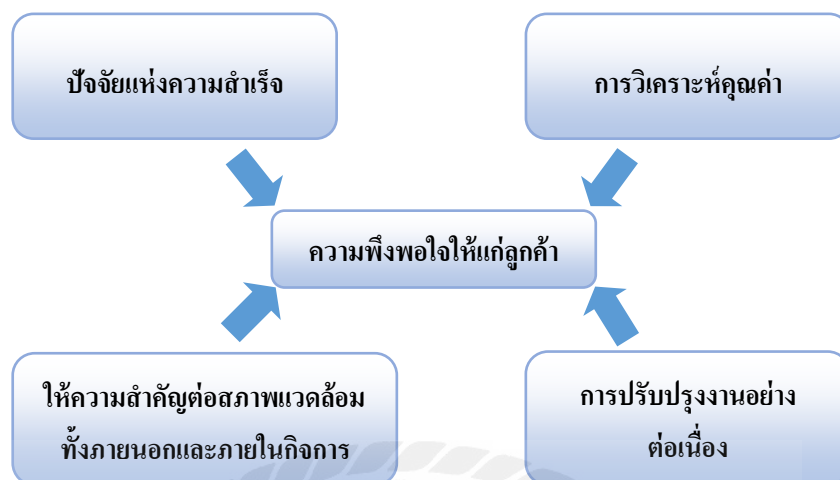 ปัจจัยแห่งความสำเร็จ
การวิเคราะห์คุณค่า
ความพึงพอใจให้แก่ลูกค้า
ให้ความสำคัญต่อสภาพแวดล้อม
ทั้งภายนอกและภายในกิจการ
การปรับปรุงงานอย่าง
ต่อเนื่อง